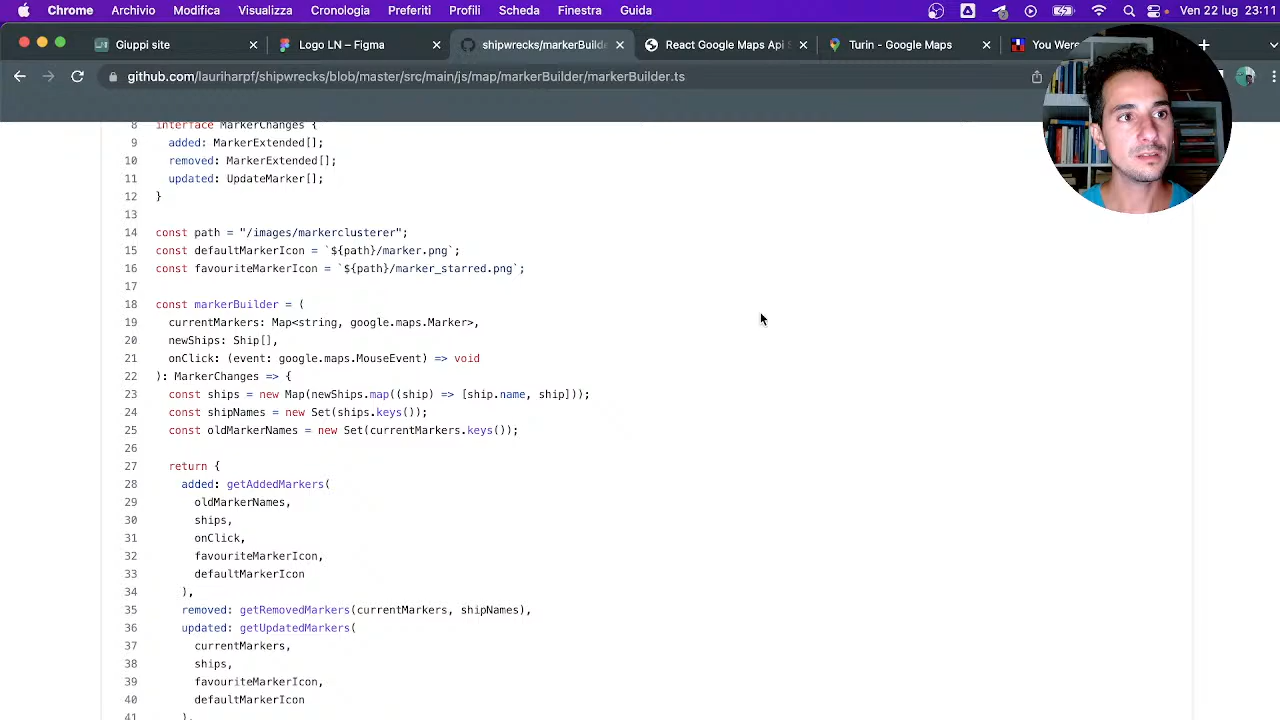 Chrome Archivio Modifica Visualizza Cronologia Preferiti Profili Scheda Finestra Guida Ven 22 lug 23:11
Giuppi site
Logo LN – Figma
shipwrecks/markerBuilde
React Google Maps Api S
Turin - Google Maps
You Were
github.com/lauriharpf/shipwrecks/blob/master/src/main/js/map/markerBuilder/markerBuilder.ts
8 interface MarkerChanges {
9 added: MarkerExtended[];
10 removed: MarkerExtended[];
11 updated: UpdateMarker[];
12 }
13
14 const path = "/images/markerclusterer";
15 const defaultMarkerIcon = `${path}/marker.png`;
16 const favouriteMarkerIcon = `${path}/marker_starred.png`;
17
18 const markerBuilder = (
19 currentMarkers: Map<string, google.maps.Marker>,
20 newShips: Ship[],
21 onClick: (event: google.maps.MouseEvent) => void
22 ): MarkerChanges => {
23 const ships = new Map(newShips.map((ship) => [ship.name, ship]));
24 const shipNames = new Set(ships.keys());
25 const oldMarkerNames = new Set(currentMarkers.keys());
26
27 return {
28 added: getAddedMarkers(
29 oldMarkerNames,
30 ships,
31 onClick,
32 favouriteMarkerIcon,
33 defaultMarkerIcon
34 ),
35 removed: getRemovedMarkers(currentMarkers, shipNames),
36 updated: getUpdatedMarkers(
37 currentMarkers,
38 ships,
39 favouriteMarkerIcon,
40 defaultMarkerIcon
41 ),